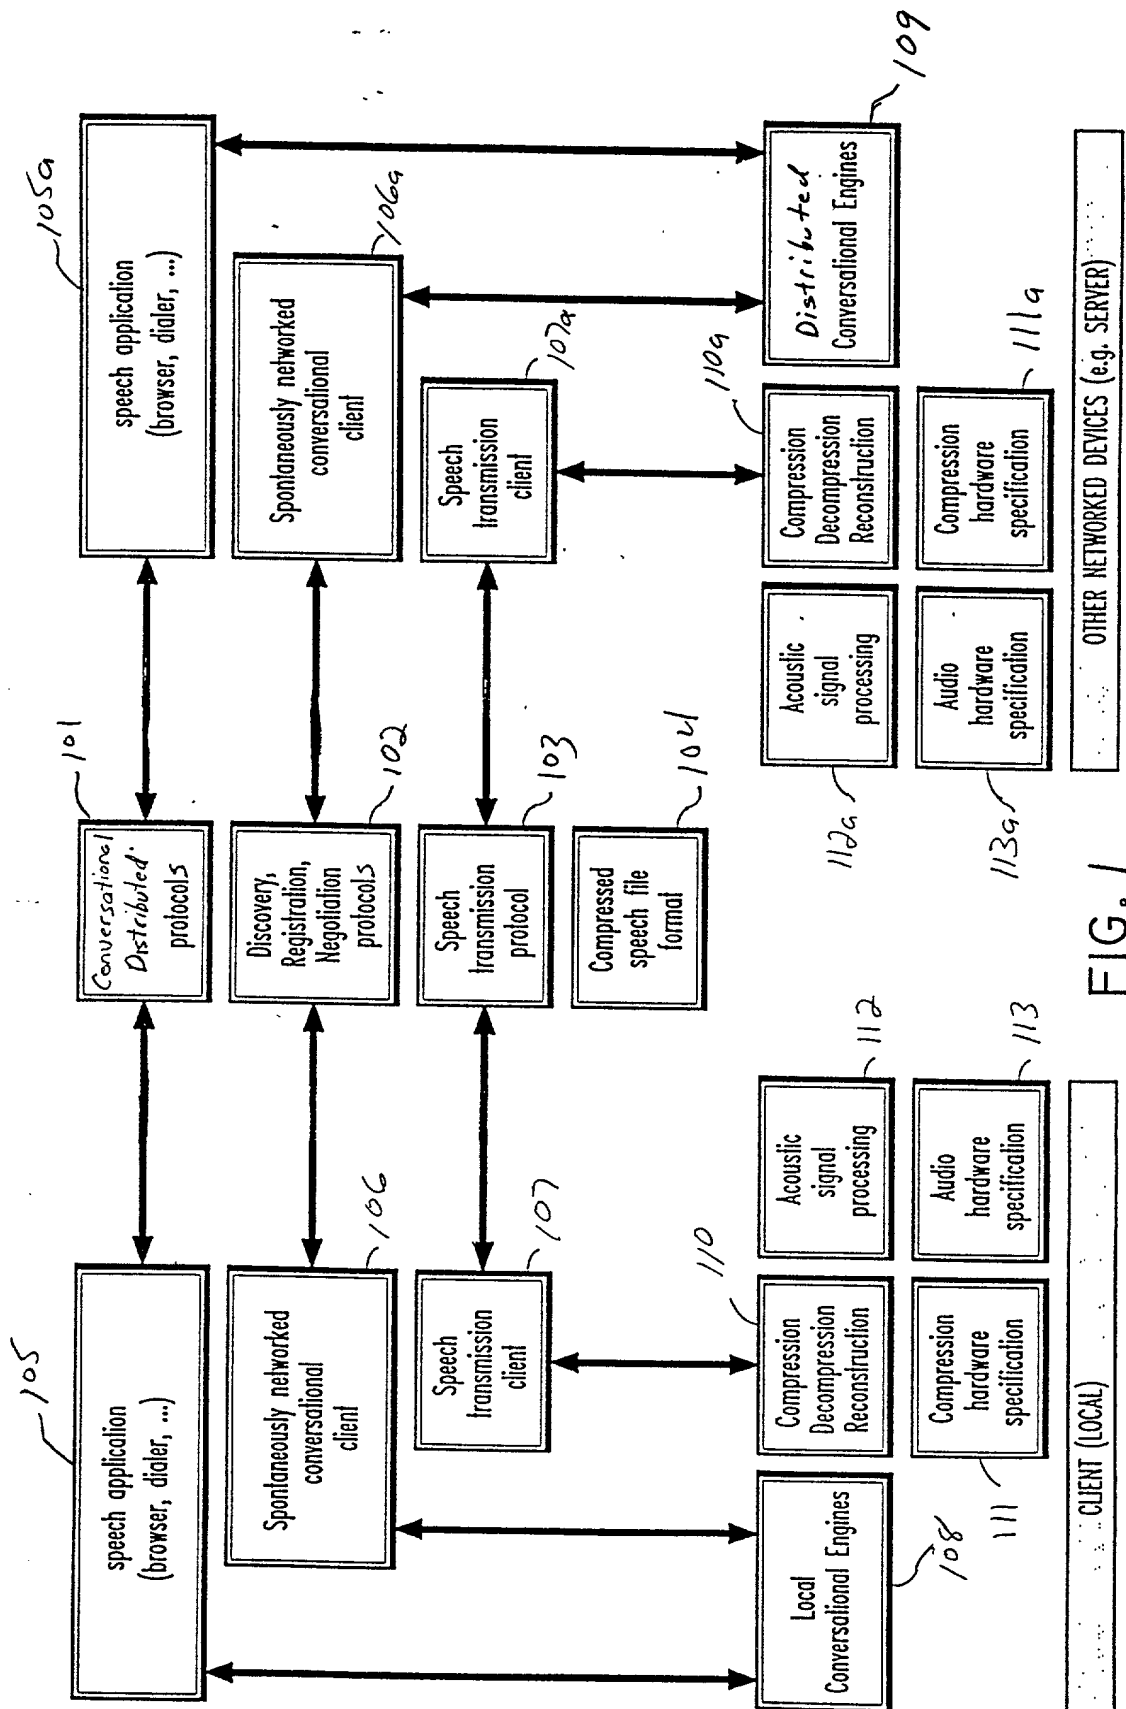 105
speech application
(browser, dialer, ...)
101
Conversational
Distributed.
protocols
105a
speech application
(browser, dialer, ...)
Spontaneously networked
conversational
client
106
Discovery,
Registration,
Negotiation
protocols
102
Spontaneously networked
conversational
client
106a
Speech
transmission
client
107
Speech
transmission
protocol
103
Speech
transmission
client
107a
Compressed
speech file
format
104
Local
Conversational Engines
108
110
Compression
Decompression
Reconstruction
Acoustic
signal
processing
112
Compression
hardware
specification
111
Audio
hardware
specification
113
CLIENT (LOCAL)
Acoustic
signal
processing
112a
Compression
Decompression
Reconstruction
110a
Distributed
Conversational Engines
109
Audio
hardware
specification
113a
Compression
hardware
specification
111a
OTHER NETWORKED DEVICES (e.g. SERVER)
FIG. 1